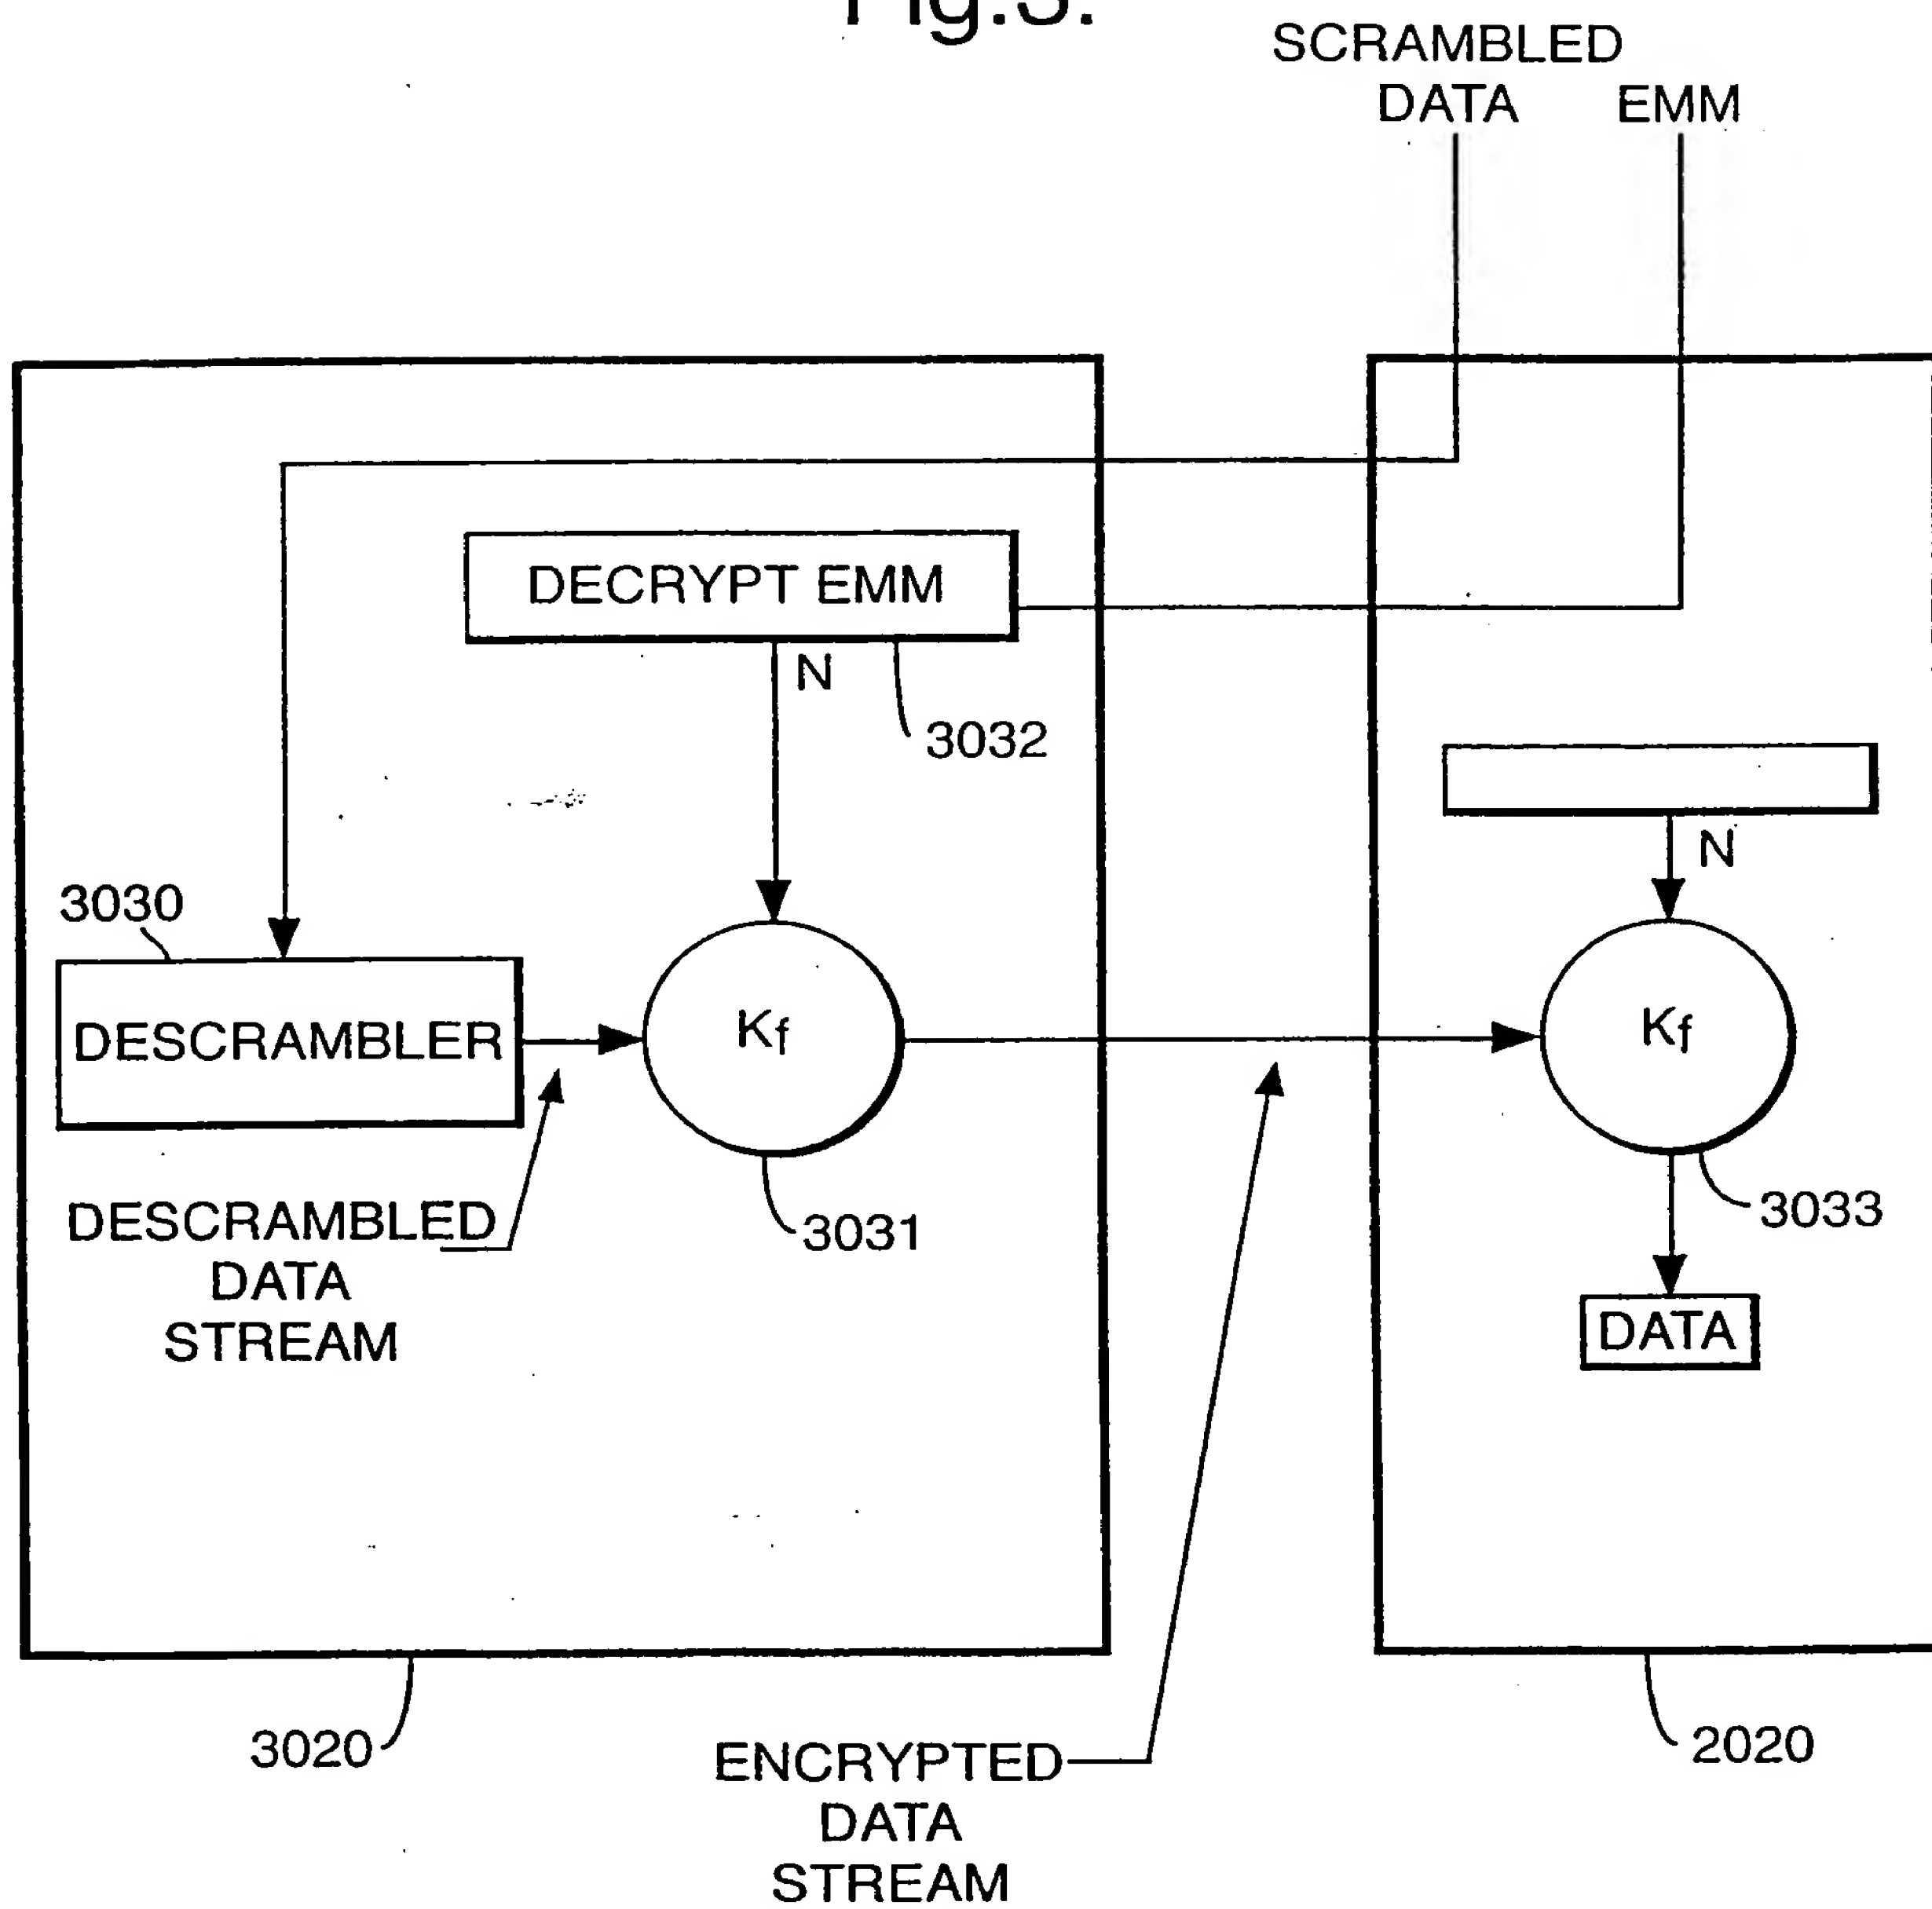 SCRAMBLED
DATA EMM
DECRYPT EMM
N
3032
N
3030
DESCRAMBLER
Kf
Kf
3031
3033
DESCRAMBLED
DATA
STREAM
DATA
3020
2020
ENCRYPTED
DATA
STREAM